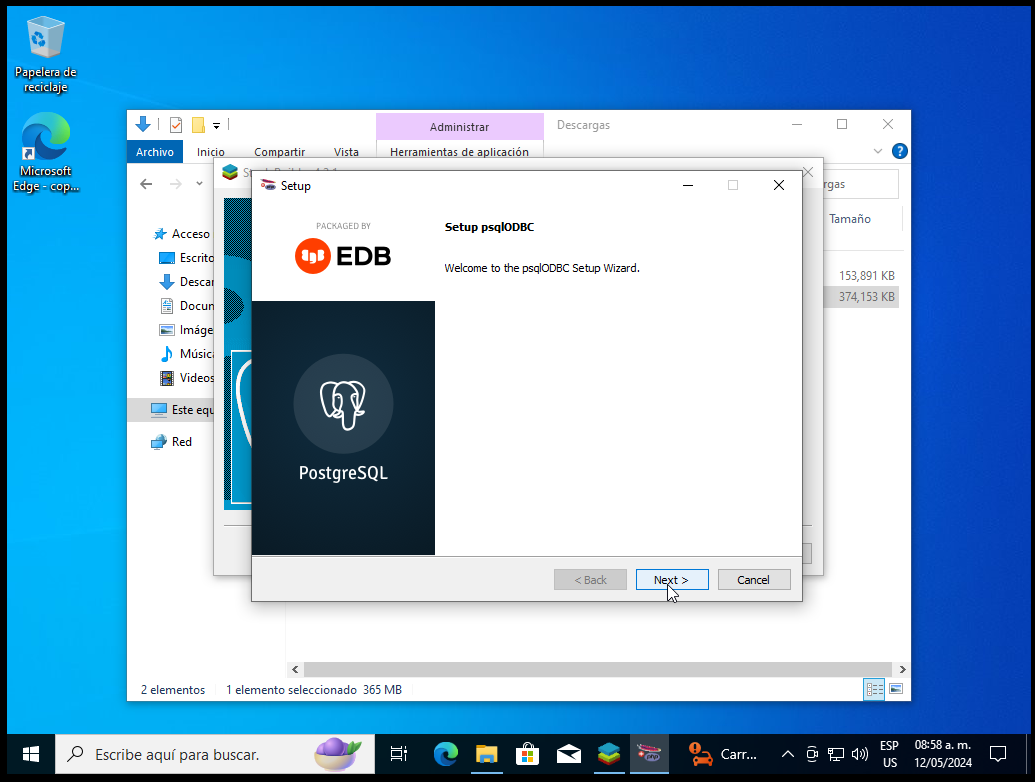 Papelera de
reciclaje
Microsoft
Edge - cop...
Administrar
Descargas
Archivo
Inicio
Compartir
Vista
Herramientas de aplicación
Setup
Tamaño
Acceso
Escrito
Descar
Docun
Imáge
Música
Videos
Este equ
Red
153,891 KB
374,153 KB
PACKAGED BY
EDB
Setup psqlODBC
Welcome to the psqlODBC Setup Wizard.
PostgreSQL
< Back
Next >
Cancel
2 elementos
1 elemento seleccionado 365 MB
Escribe aquí para buscar.
Carr...
ESP
US
08:58 a. m.
12/05/2024